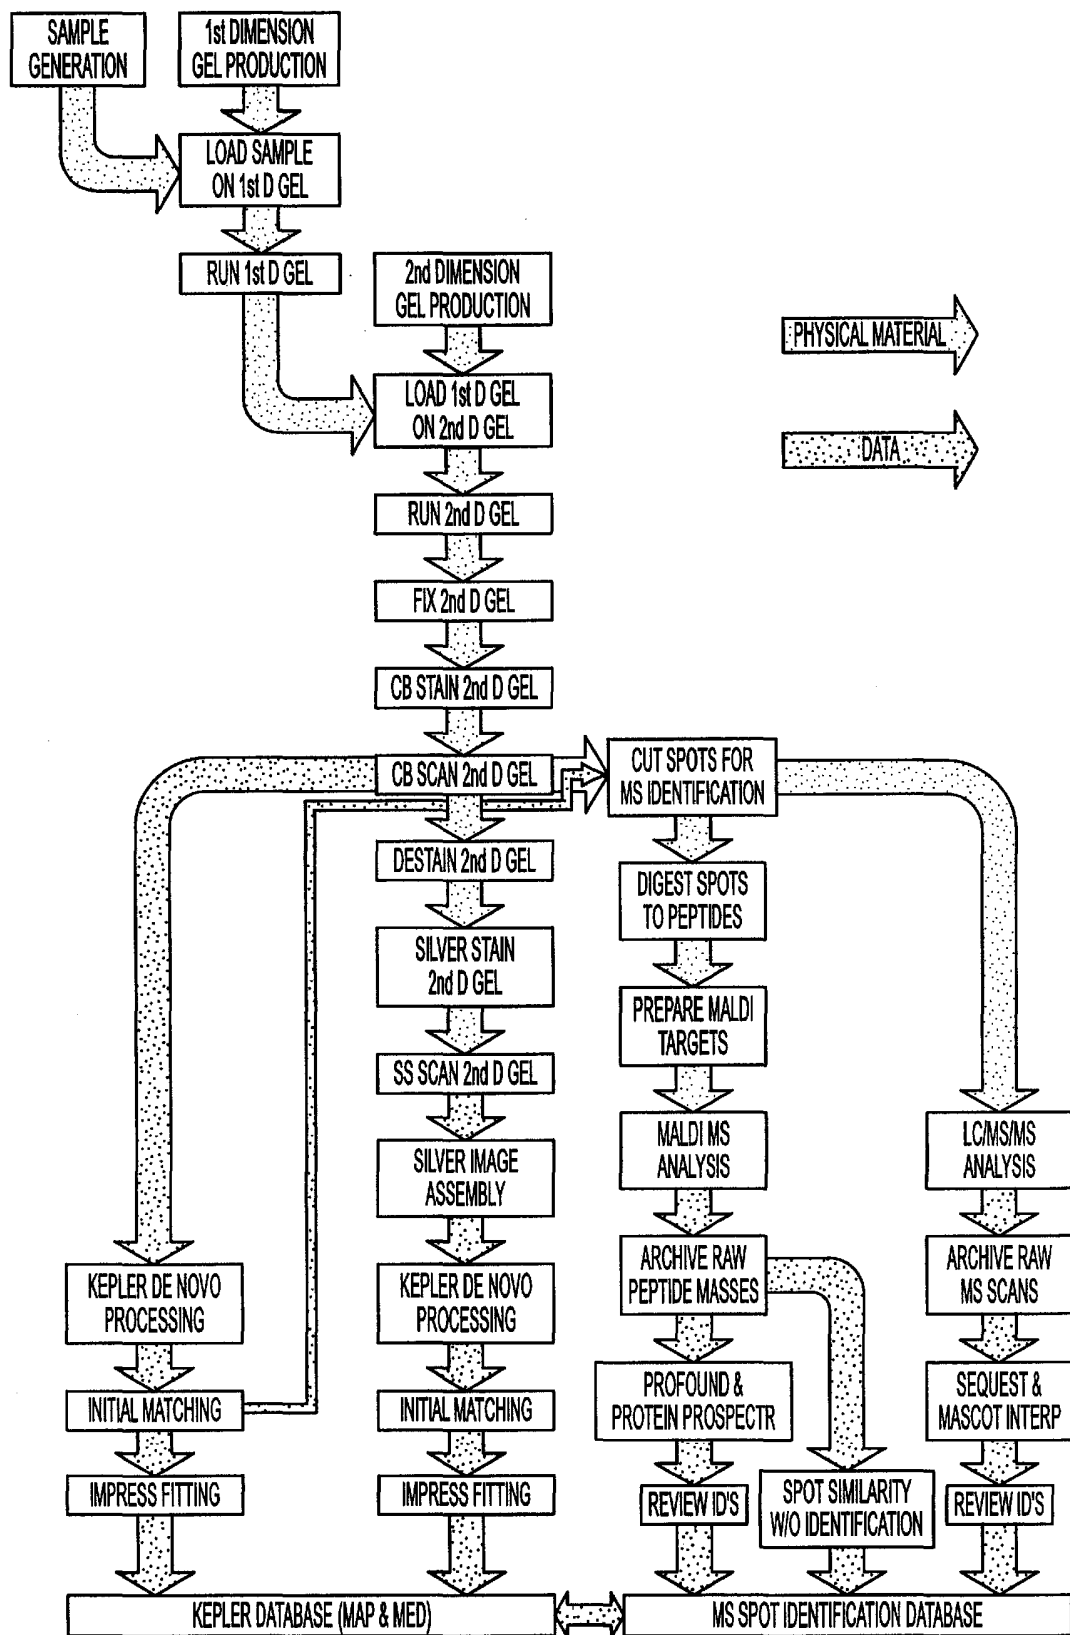 SAMPLE
GENERATION
1st DIMENSION
GEL PRODUCTION
LOAD SAMPLE
ON 1st D GEL
RUN 1st D GEL
2nd DIMENSION
GEL PRODUCTION
PHYSICAL MATERIAL
LOAD 1st D GEL
ON 2nd D GEL
DATA
RUN 2nd D GEL
FIX 2nd D GEL
CB STAIN 2nd D GEL
CB SCAN 2nd D GEL
CUT SPOTS FOR
MS IDENTIFICATION
DESTAIN 2nd D GEL
DIGEST SPOTS
TO PEPTIDES
SILVER STAIN
2nd D GEL
PREPARE MALDI
TARGETS
SS SCAN 2nd D GEL
MALDI MS
ANALYSIS
LC/MS/MS
ANALYSIS
SILVER IMAGE
ASSEMBLY
KEPLER DE NOVO
PROCESSING
KEPLER DE NOVO
PROCESSING
ARCHIVE RAW
PEPTIDE MASSES
ARCHIVE RAW
MS SCANS
INITIAL MATCHING
INITIAL MATCHING
PROFOUND &
PROTEIN PROSPECTR
SEQUEST &
MASCOT INTERP
IMPRESS FITTING
IMPRESS FITTING
REVIEW ID'S
SPOT SIMILARITY
W/O IDENTIFICATION
REVIEW ID'S
KEPLER DATABASE (MAP & MED)
MS SPOT IDENTIFICATION DATABASE